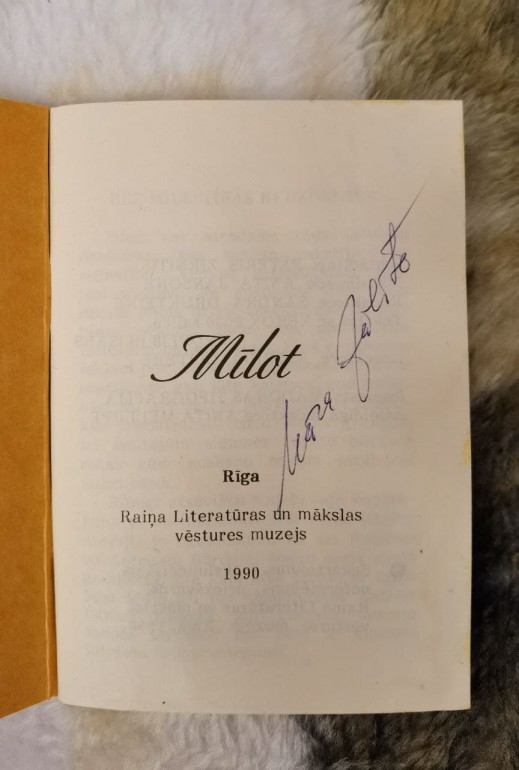 Mīlot
Rīga
Raiņa Literatūras un mākslas
vēstures muzejs
1990